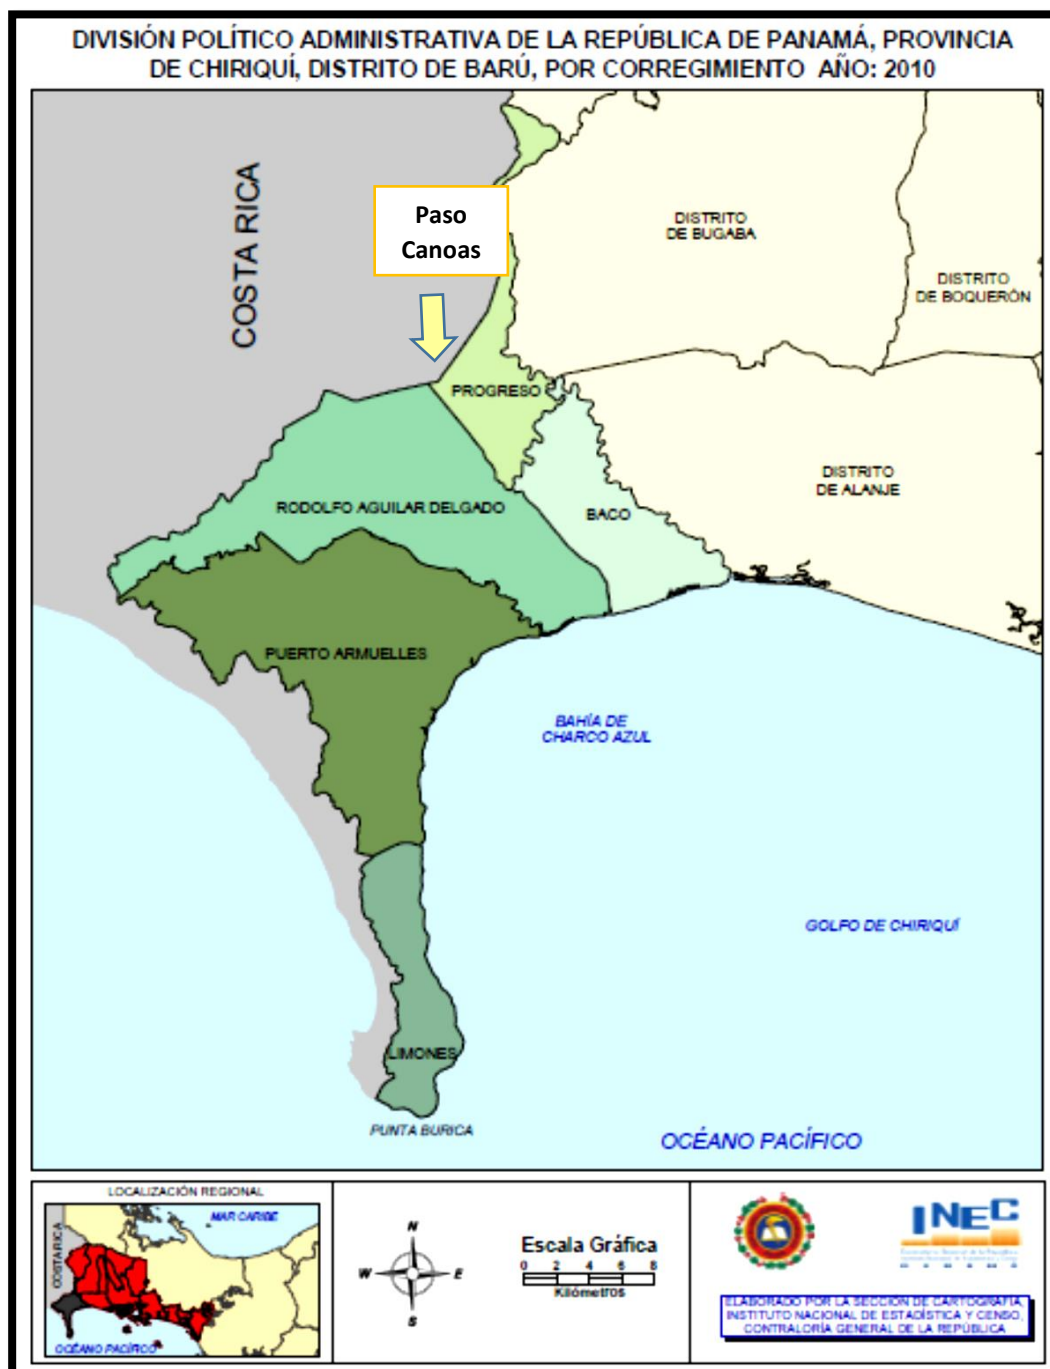 DIVISIÓN POLÍTICO ADMINISTRATIVA DE LA REPÚBLICA DE PANAMÁ, PROVINCIA
DE CHIRIQUÍ, DISTRITO DE BARÚ, POR CORREGIMIENTO AÑO: 2010
COSTA RICA
Paso
Canoas
DISTRITO
DE BUGABA
DISTRITO
DE BOQUERÓN
PROGRESO
DISTRITO
DE ALANJE
RODOLFO AGUILAR DELGADO
BACO
PUERTO ARMUELLES
BAHÍA DE
CHARCO AZUL
GOLFO DE CHIRIQUÍ
LIMONES
PUNTA BURICA
OCÉANO PACÍFICO
LOCALIZACIÓN REGIONAL
MAR CARIBE
COSTA RICA
OCÉANO PACÍFICO
N
W E
S
Escala Gráfica
0 2 4 6 8
Kilómetros
INEC
ELABORADO POR LA SECCIÓN DE CARTOGRAFÍA,
INSTITUTO NACIONAL DE ESTADÍSTICA Y CENSO,
CONTRALORÍA GENERAL DE LA REPÚBLICA